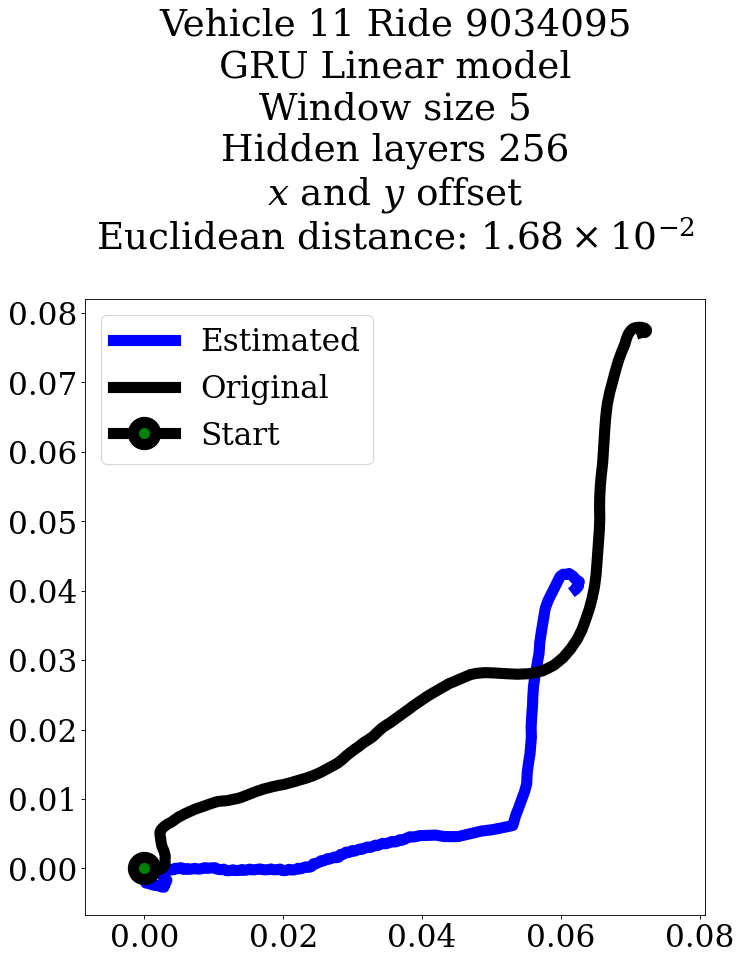 Vehicle 11 Ride 9034095
GRU Linear model
Window size 5
Hidden layers 256
x and y offset
Euclidean distance: 1.68 × 10⁻²
Estimated
Original
Start
0.08
0.07
0.06
0.05
0.04
0.03
0.02
0.01
0.00
0.00 0.02 0.04 0.06 0.08